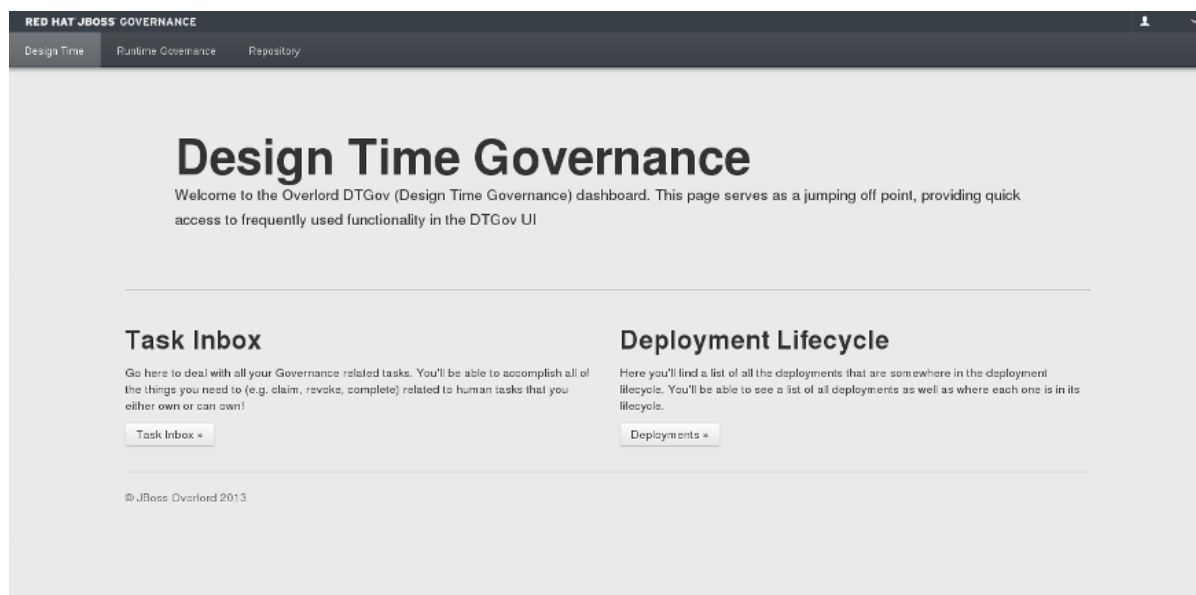 RED HAT JBOSS GOVERNANCE
Design Time
Runtime Governance
Repository
Design Time Governance
Welcome to the Overlord DTGov (Design Time Governance) dashboard. This page serves as a jumping off point, providing quick
access to frequently used functionality in the DTGov UI
Task Inbox
Go here to deal with all your Governance related tasks. You'll be able to accomplish all of
the things you need to (e.g. claim, revoke, complete) related to human tasks that you
either own or can own!
Task Inbox »
Deployment Lifecycle
Here you'll find a list of all the deployments that are somewhere in the deployment
lifecycle. You'll be able to see a list of all deployments as well as where each one is in its
lifecycle.
Deployments »
© JBoss Overlord 2013